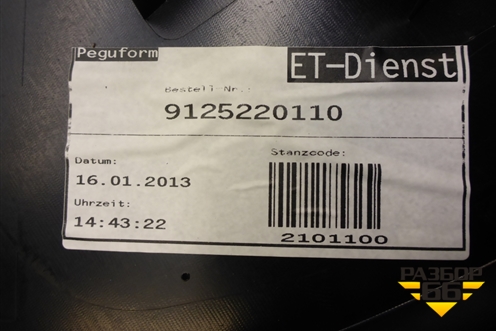 Peguform
ET-Dienst
Bestell-Nr.:
9125220110
Datum:
Stanzcode:
16.01.2013
Uhrzeit:
14:43:22
2101100
РАЗБОР
66